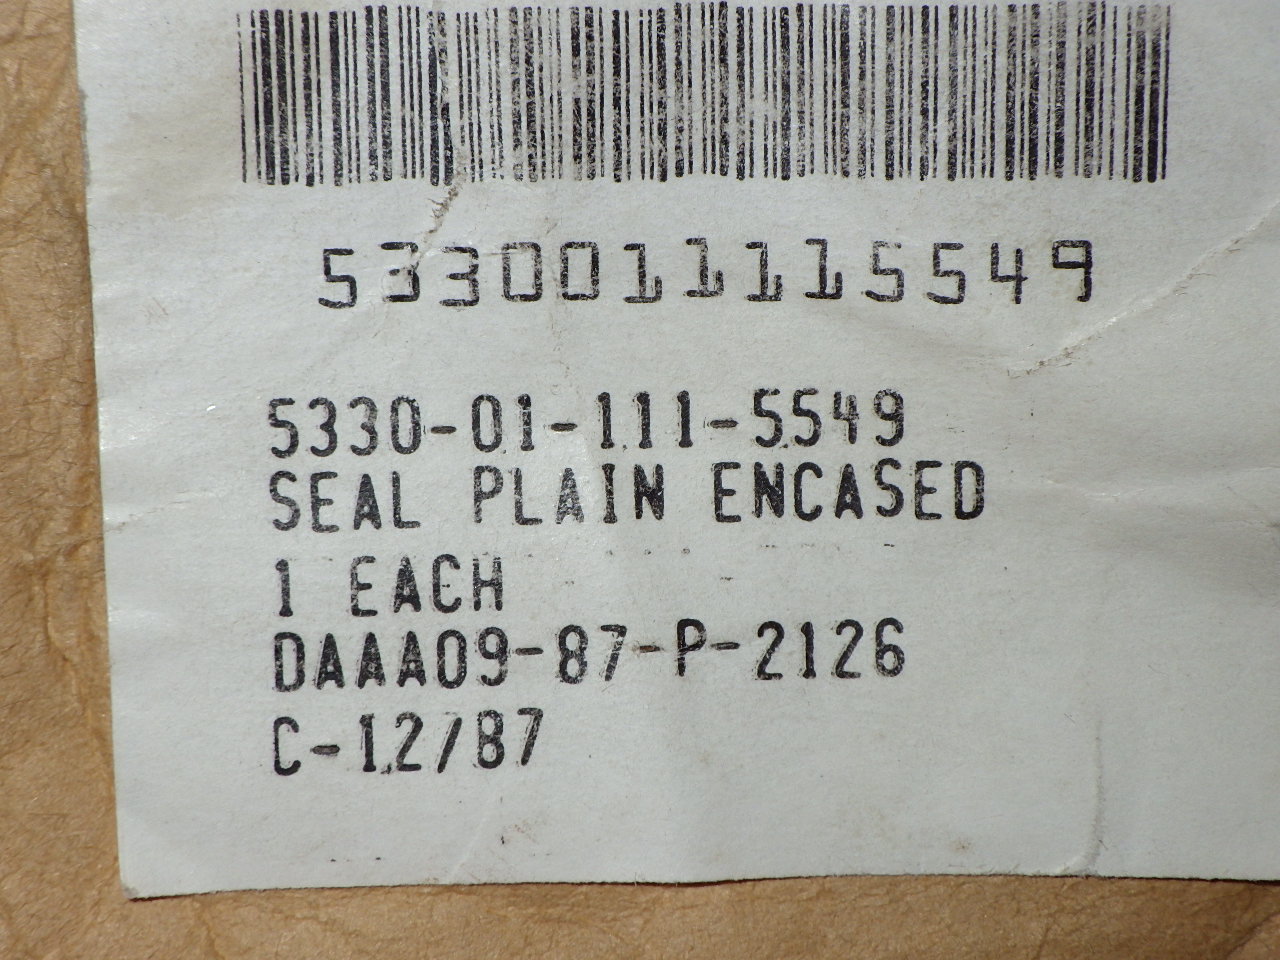 5330011115549
5330-01-111-5549
SEAL PLAIN ENCASED
1 EACH
DAAA09-87-P-2126
C-12/87